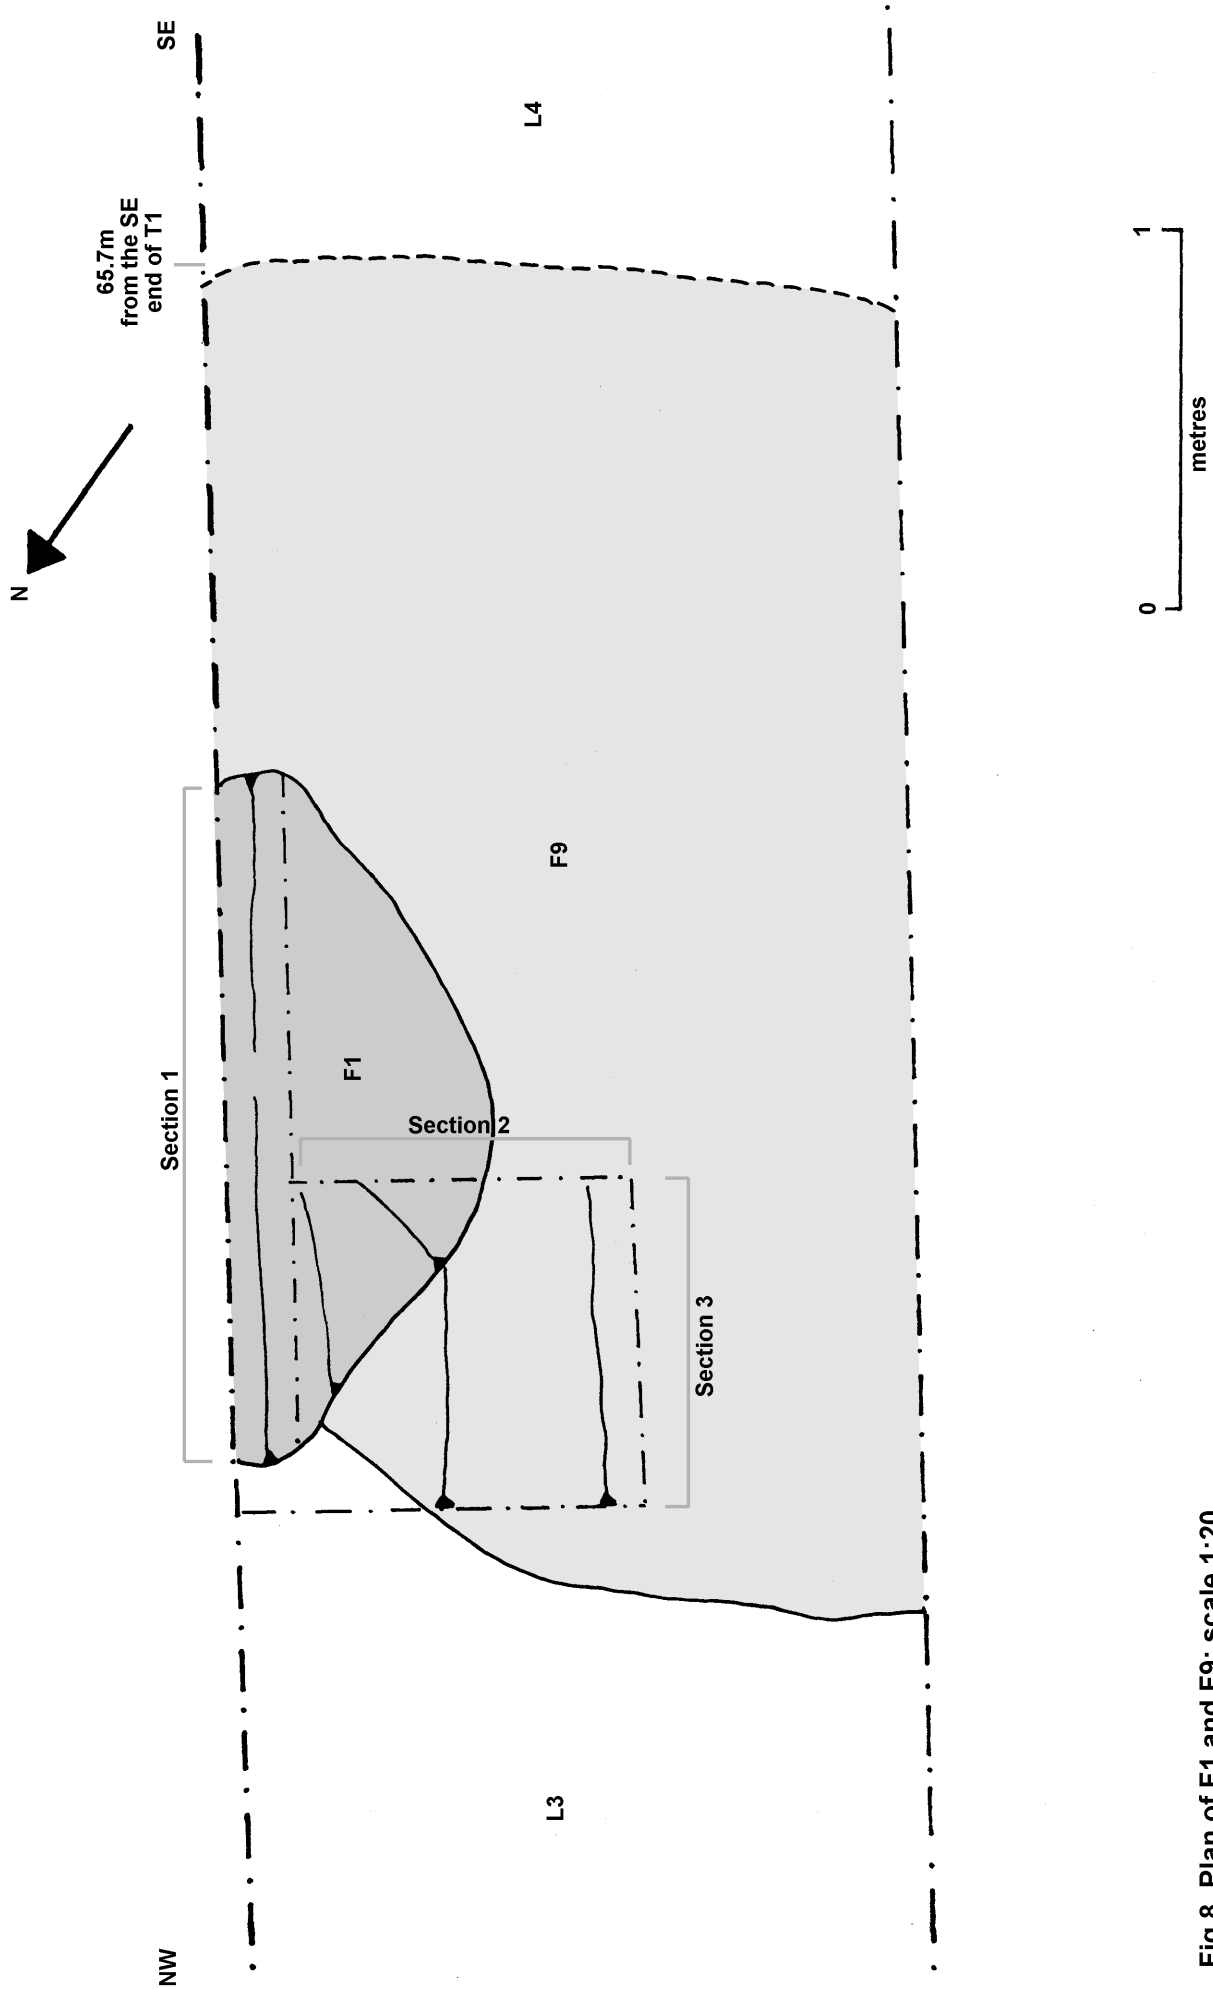 NW
SE
65.7m
from the SE
end of T1
N
Section 1
F1
Section 2
Section 3
F9
L3
L4
0
1
metres
Fig 8 Plan of F1 and F9: scale 1:20